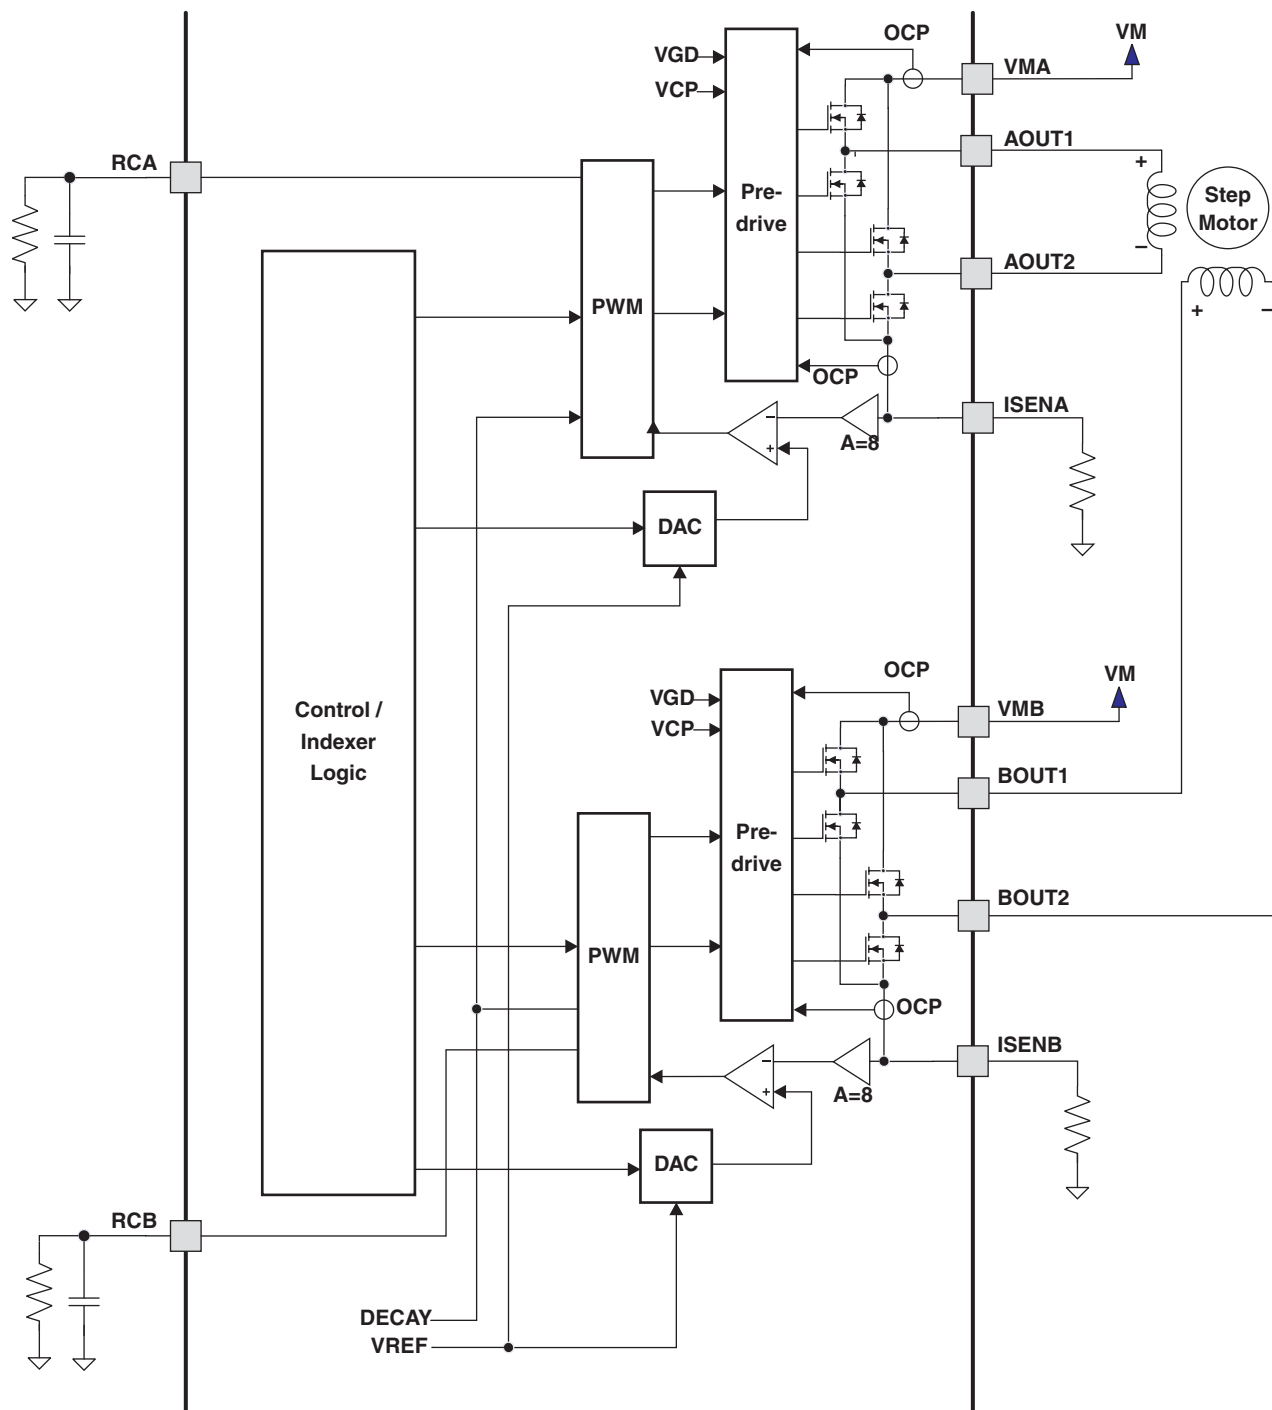 OCP
VM
VGD
VMA
VCP
AOUT1
RCA
+
Pre-
drive
Step
Motor
–
AOUT2
PWM
+
–
OCP
ISENA
–
+
A=8
DAC
OCP
VM
VGD
VMB
VCP
Control /
Indexer
Logic
BOUT1
Pre-
drive
BOUT2
PWM
OCP
ISENB
–
+
A=8
DAC
RCB
DECAY
VREF